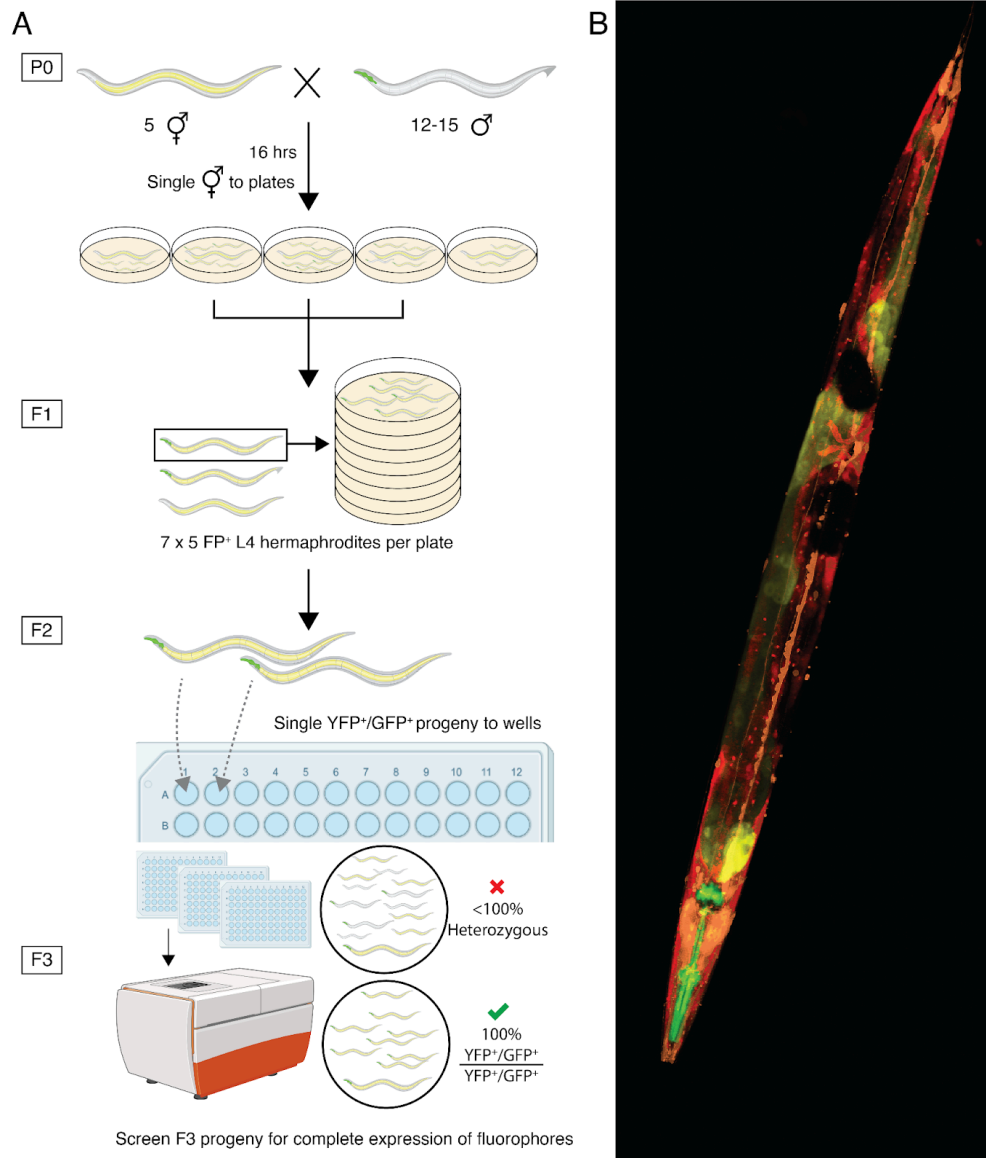 A
B
P0
5 ⚥
12-15 ♂
16 hrs
Single ⚥ to plates
F1
7 x 5 FP⁺ L4 hermaphrodites per plate
F2
Single YFP⁺/GFP⁺ progeny to wells
1 2 3 4 5 6 7 8 9 10 11 12
A
B
<100%
Heterozygous
F3
100%
YFP⁺/GFP⁺
YFP⁺/GFP⁺
Screen F3 progeny for complete expression of fluorophores